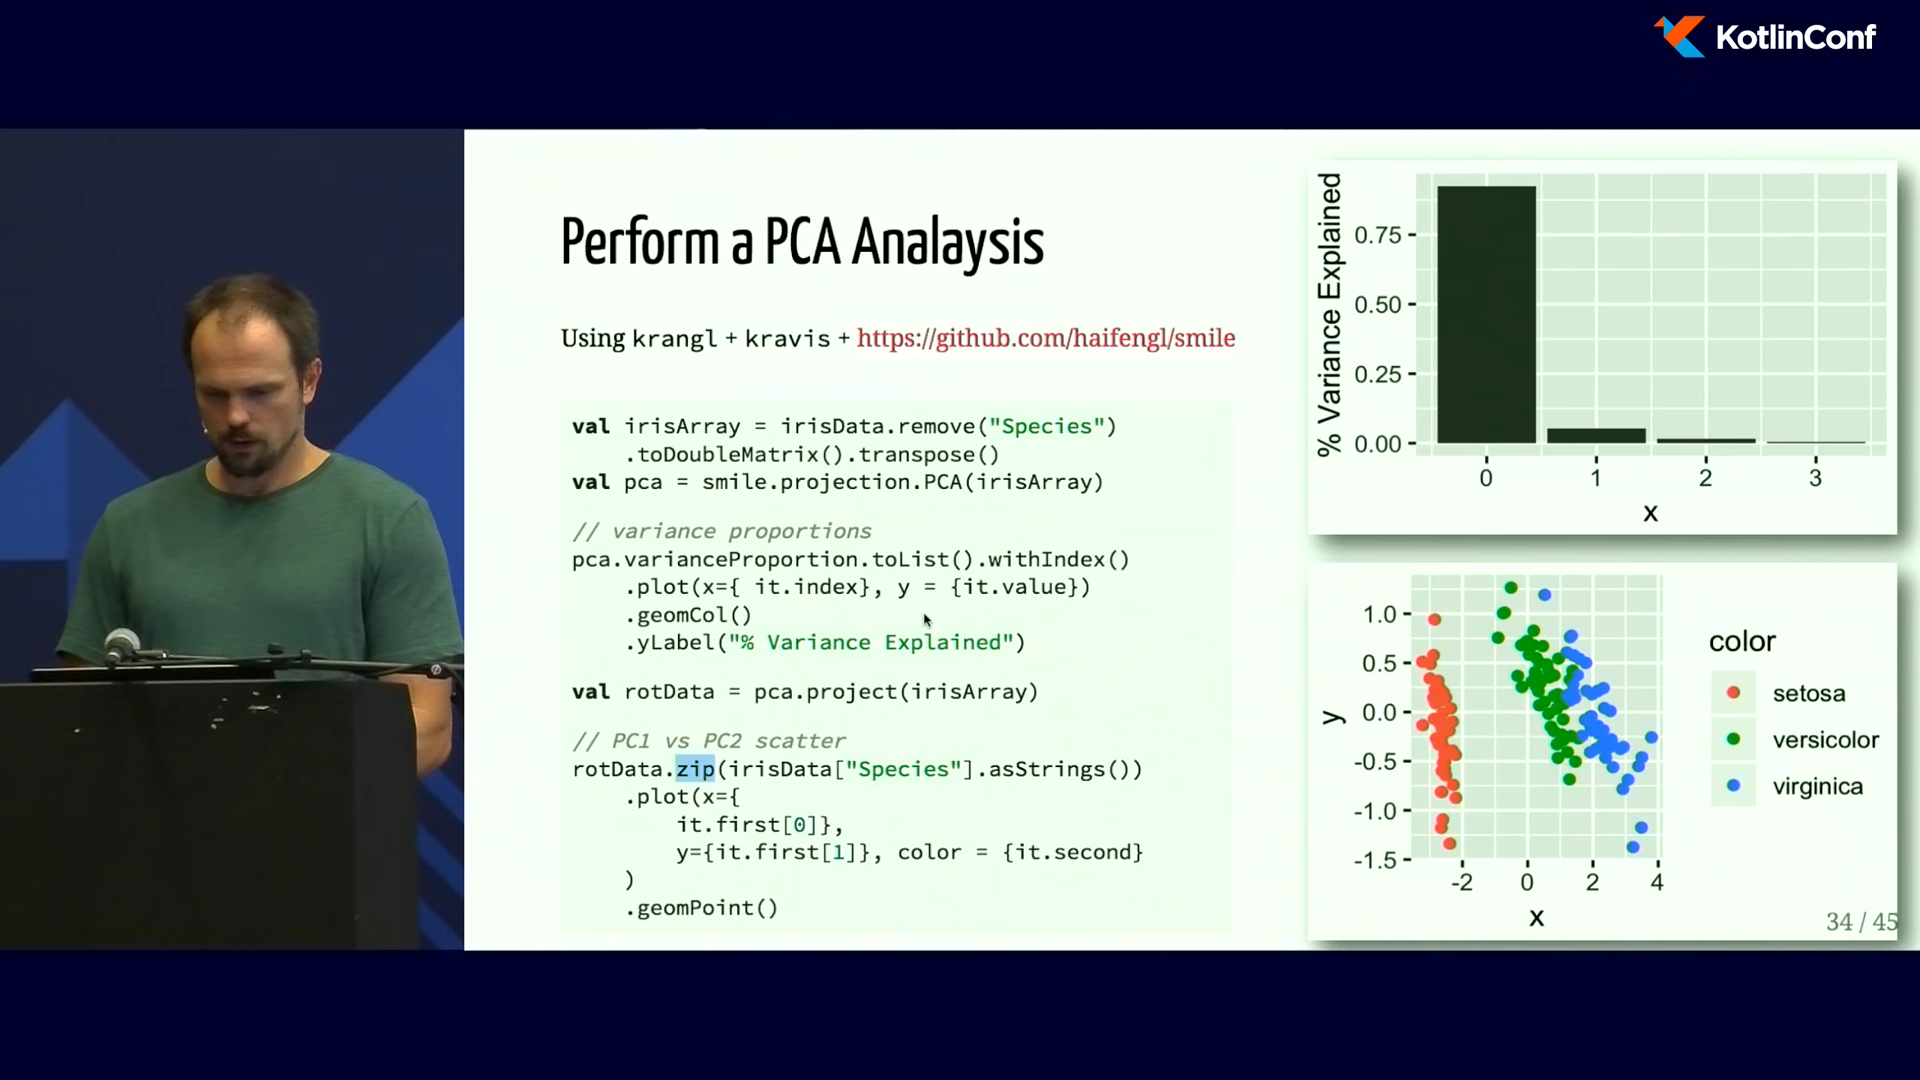 KotlinConf
Perform a PCA Analaysis
Using krangl + kravis + https://github.com/haifengl/smile
val irisArray = irisData.remove("Species")
.toDoubleMatrix().transpose()
val pca = smile.projection.PCA(irisArray)
// variance proportions
pca.varianceProportion.toList().withIndex()
.plot(x={ it.index}, y = {it.value})
.geomCol()
.yLabel("% Variance Explained")
val rotData = pca.project(irisArray)
// PC1 vs PC2 scatter
rotData.zip(irisData["Species"].asStrings())
.plot(x={
it.first[0]},
y={it.first[1]}, color = {it.second}
)
.geomPoint()
% Variance Explained
0.75
0.50
0.25
0.00
0 1 2 3
x
y
1.0
0.5
0.0
-0.5
-1.0
-1.5
-2 0 2 4
x
color
setosa
versicolor
virginica
34 / 45